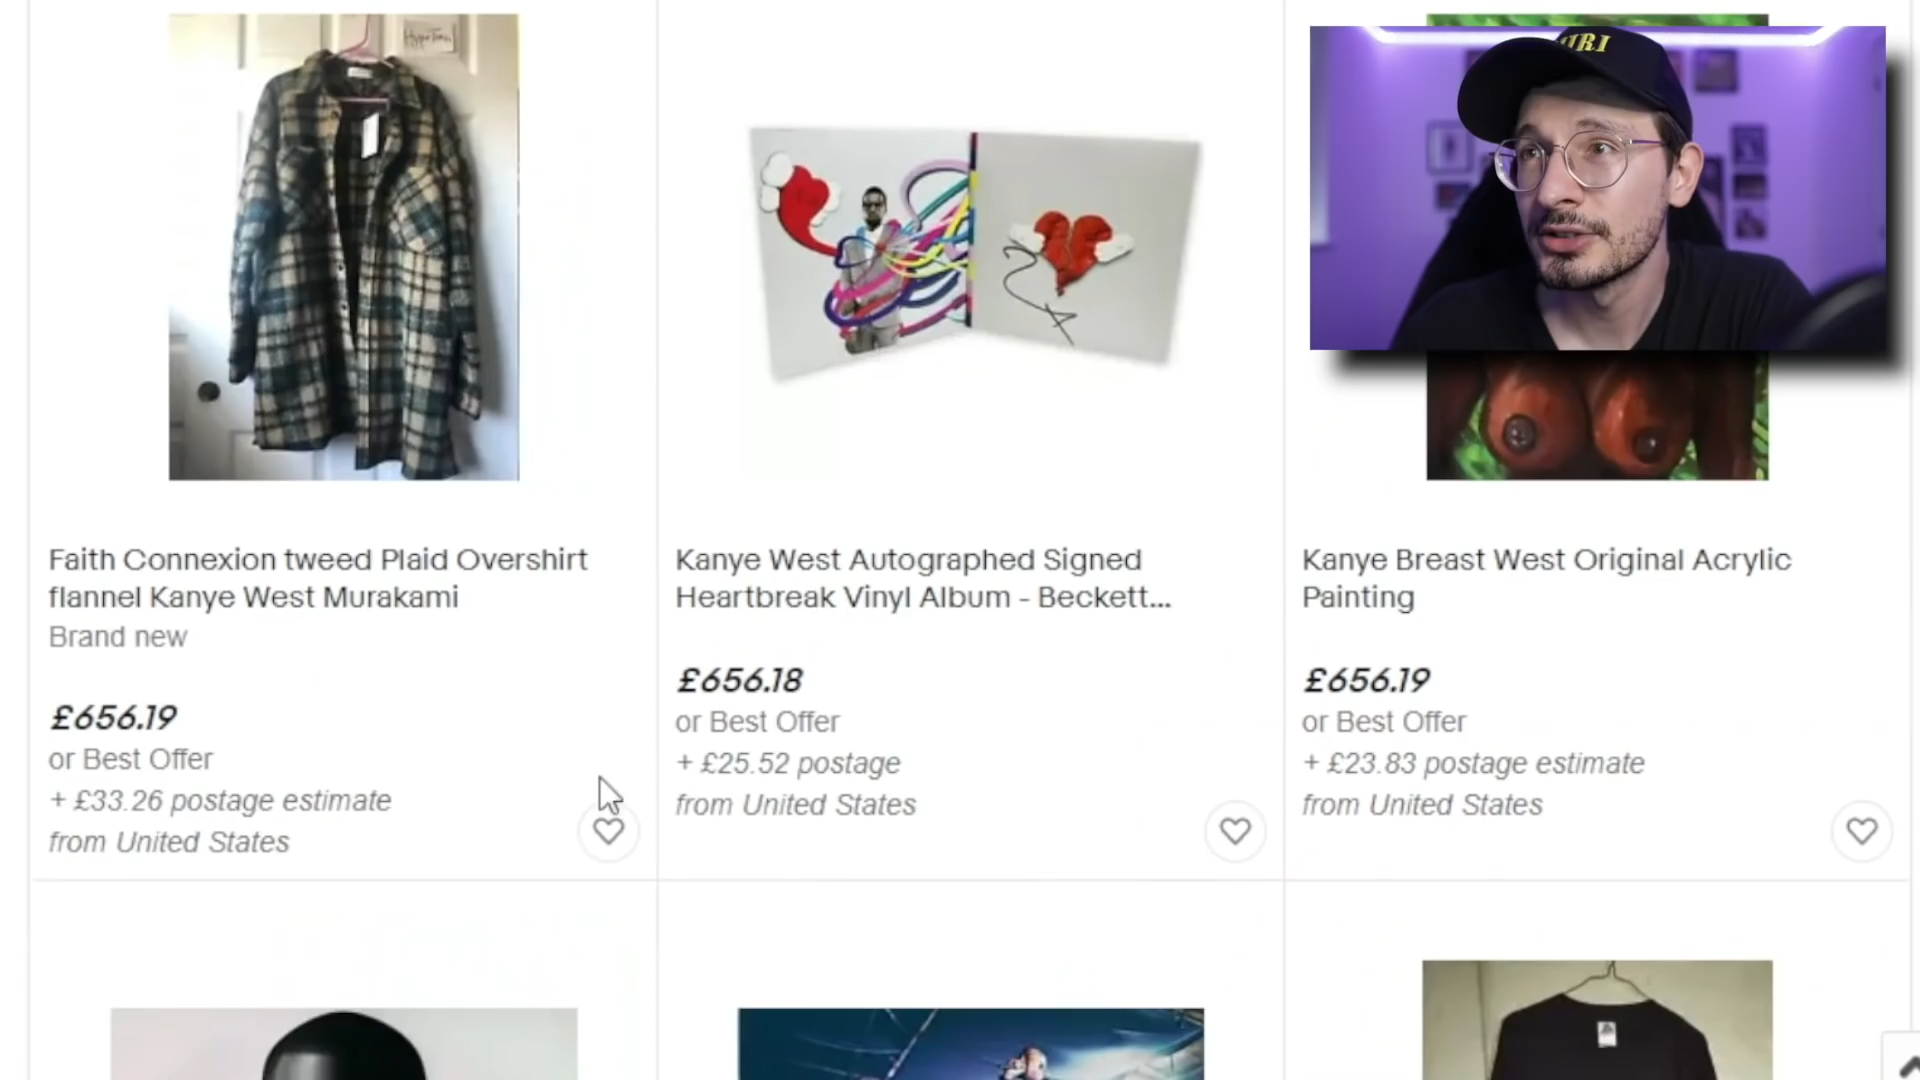 Faith Connexion tweed Plaid Overshirt
flannel Kanye West Murakami
Brand new
£656.19
or Best Offer
+ £33.26 postage estimate
from United States
Kanye West Autographed Signed
Heartbreak Vinyl Album - Beckett...
£656.18
or Best Offer
+ £25.52 postage
from United States
Kanye Breast West Original Acrylic
Painting
£656.19
or Best Offer
+ £23.83 postage estimate
from United States